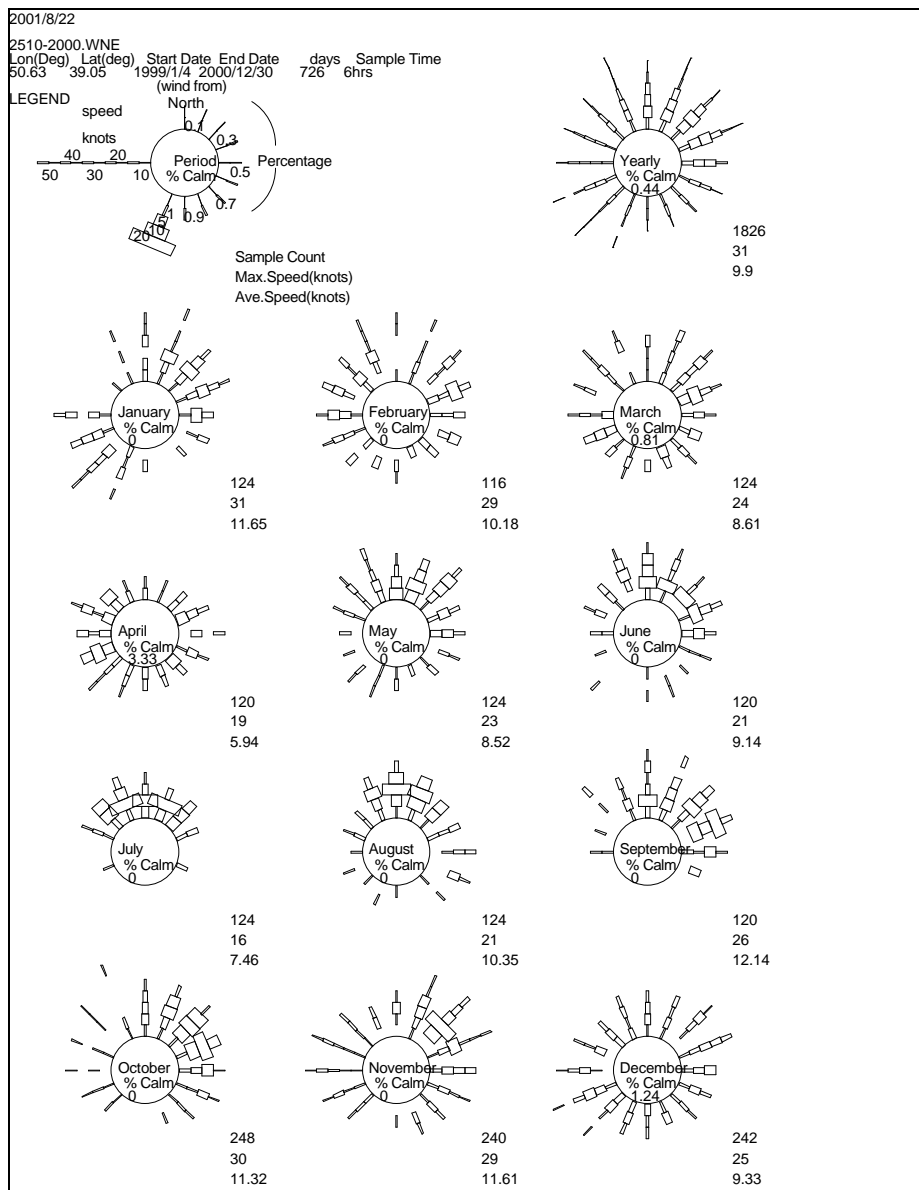 2001/8/22
2510-2000.WNE
Lon(Deg) Lat(deg) Start Date End Date days Sample Time
50.63 39.05 1999/1/4 2000/12/30 726 6hrs
(wind from)
LEGEND
North
speed
knots
0.1
0.3
40 20
50 30 10
Period
% Calm
0.5
0.7
0.9
1
5
10
20
Percentage
Sample Count
Max.Speed(knots)
Ave.Speed(knots)
Yearly
% Calm
0.44
1826
31
9.9
January
% Calm
0
124
31
11.65
February
% Calm
0
116
29
10.18
March
% Calm
0.81
124
24
8.61
April
% Calm
3.33
120
19
5.94
May
% Calm
0
124
23
8.52
June
% Calm
0
120
21
9.14
July
% Calm
0
124
16
7.46
August
% Calm
0
124
21
10.35
September
% Calm
0
120
26
12.14
October
% Calm
0
248
30
11.32
November
% Calm
0
240
29
11.61
December
% Calm
1.24
242
25
9.33